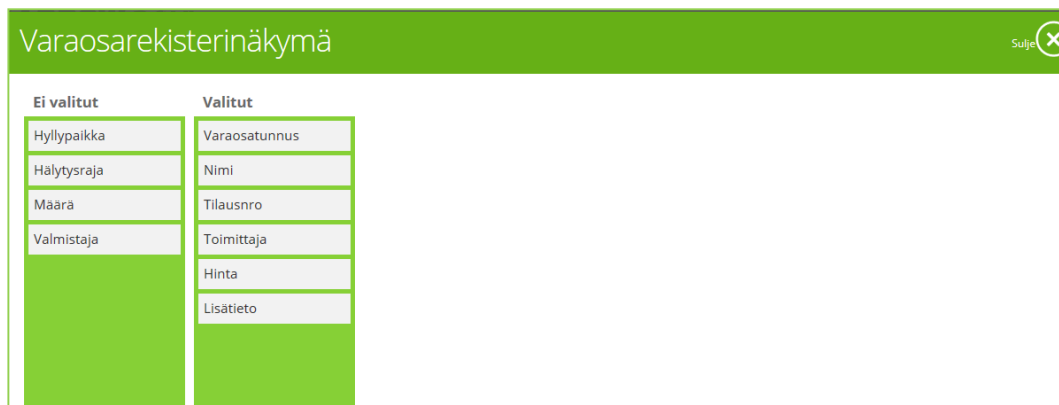 Varaosarekisterinäkymä
Sulje
Ei valitut
Hyllypaikka
Hälytysraja
Määrä
Valmistaja
Valitut
Varaosatunnus
Nimi
Tilausnro
Toimittaja
Hinta
Lisätieto